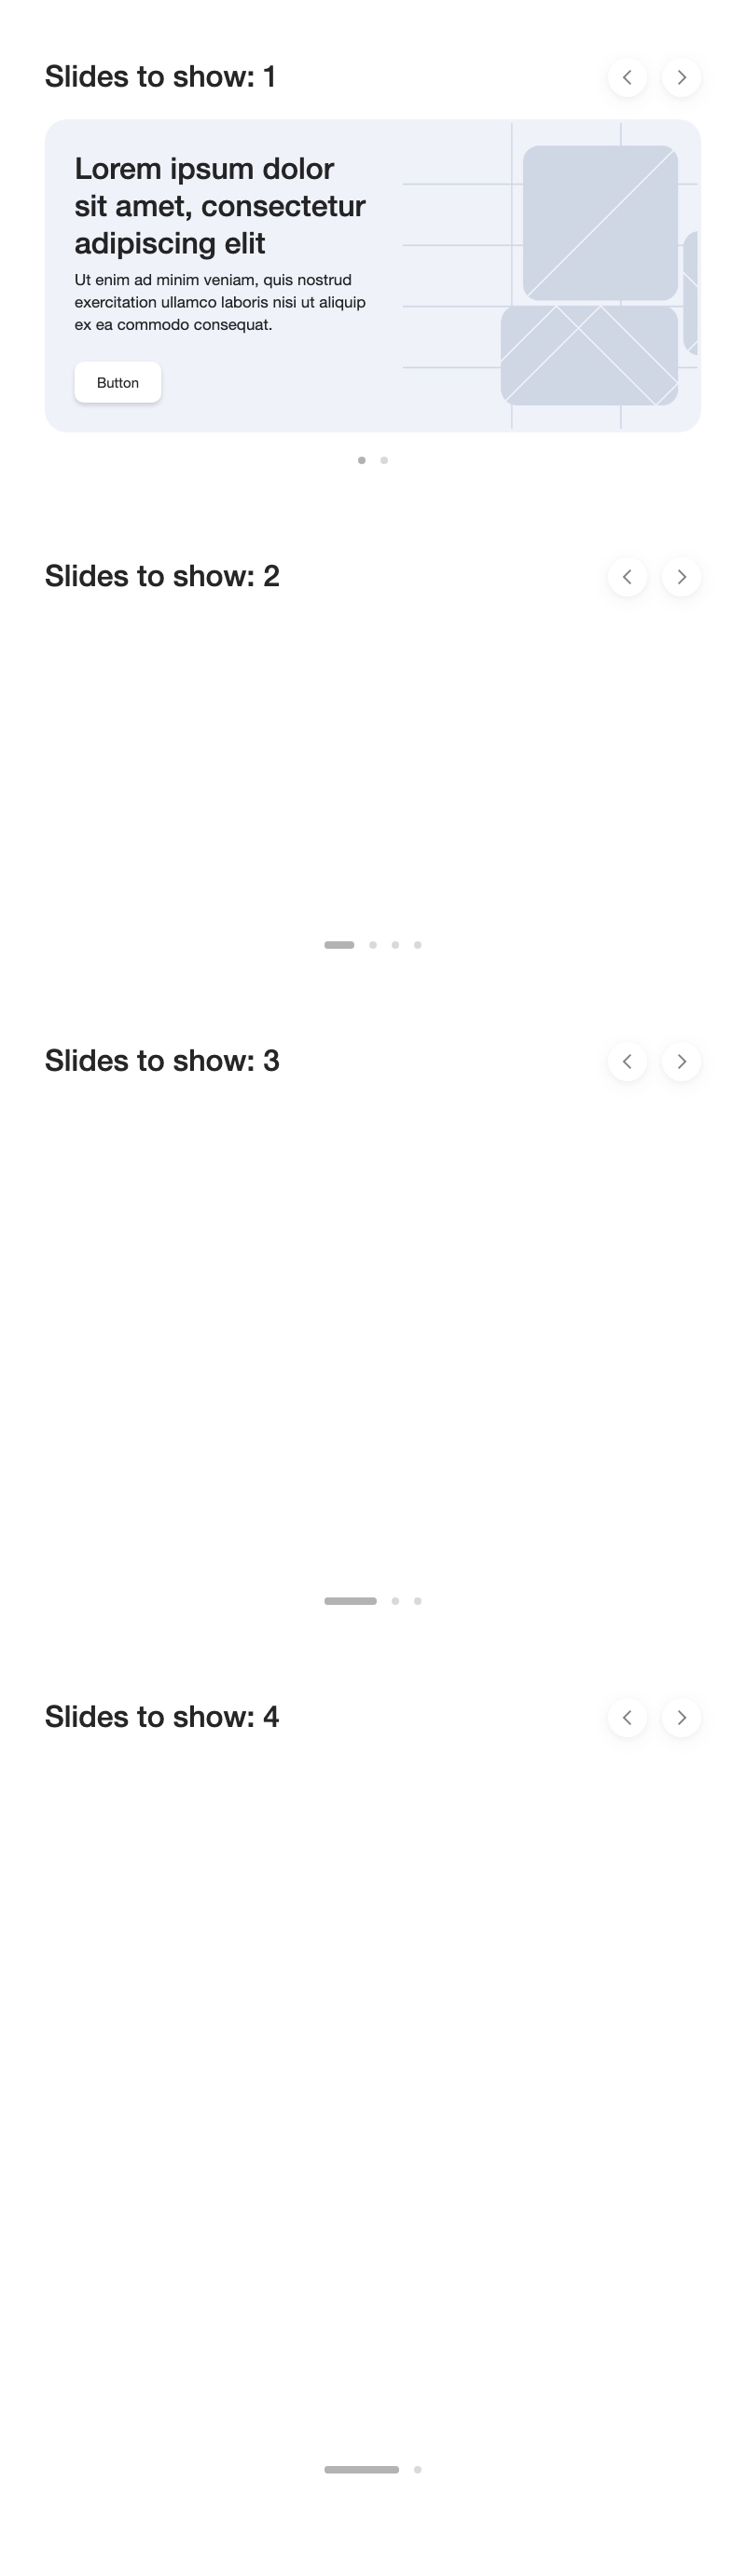 Slides to show: 1
Lorem ipsum dolor
sit amet, consectetur
adipiscing elit
Ut enim ad minim veniam, quis nostrud
exercitation ullamco laboris nisi ut aliquip
ex ea commodo consequat.
Button
Slides to show: 2
Slides to show: 3
Slides to show: 4